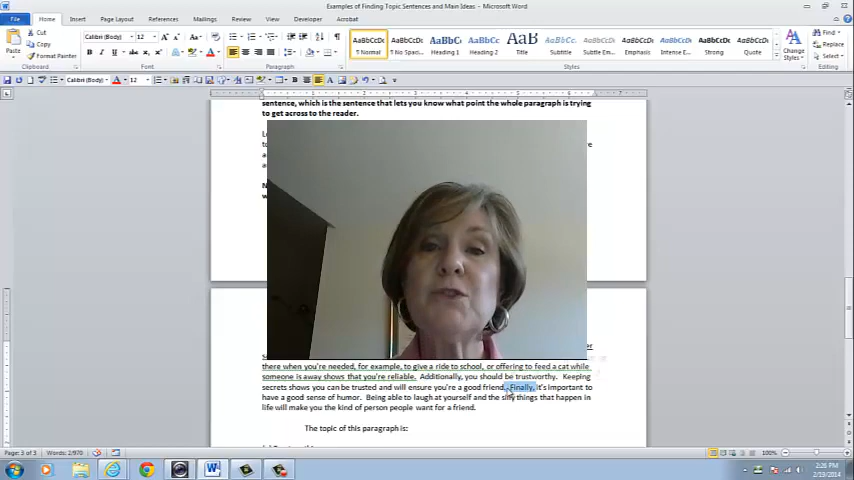 Examples of Finding Topic Sentences and Main Ideas - Microsoft Word
File Home Insert Page Layout References Mailings Review View Developer Acrobat
Cut
Copy
Format Painter
Paste
Calibri (Body) 12
Clipboard Font Paragraph Styles Editing
AaBbCcDc AaBbCcDc AaBbC AaBbCc AaB AaBbCc. AaBbCcDc AaBbCcDc AaBbCcDc AaBbCcDc AaBbCcDc
¶ Normal ¶ No Spac... Heading 1 Heading 2 Title Subtitle Subtle Em... Emphasis Intense E... Strong Quote
Change Styles
Find
Replace
Select
Calibri (Body) 12
sentence, which is the sentence that lets you know what point the whole paragraph is trying
to get across to the reader.
there when you're needed, for example, to give a ride to school, or offering to feed a cat while
someone is away shows that you're reliable. Additionally, you should be trustworthy. Keeping
secrets shows you can be trusted and will ensure you're a good friend. Finally, it's important to
have a good sense of humor. Being able to laugh at yourself and the silly things that happen in
life will make you the kind of person people want for a friend.
The topic of this paragraph is:
Page: 3 of 3 Words: 2/970
100%
2:26 PM
2/19/2014